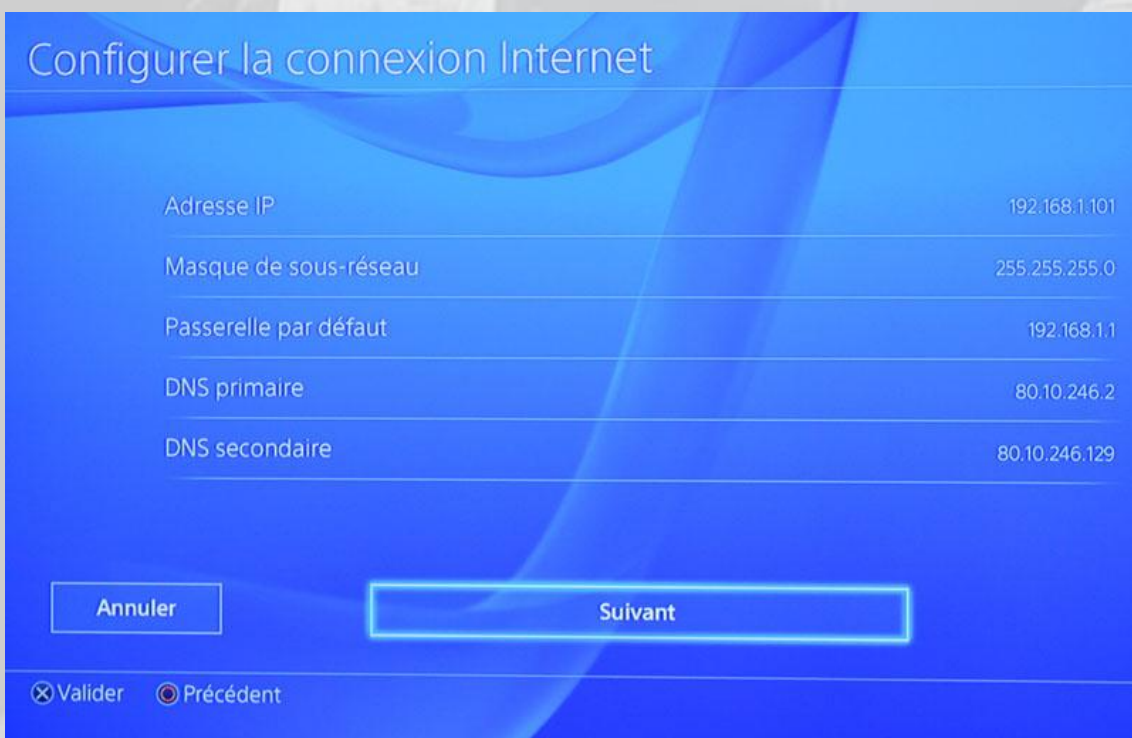 Configurer la connexion Internet
Adresse IP 192.168.1.101
Masque de sous-réseau 255.255.255.0
Passerelle par défaut 192.168.1.1
DNS primaire 80.10.246.2
DNS secondaire 80.10.246.129
Annuler Suivant
Valider Précédent